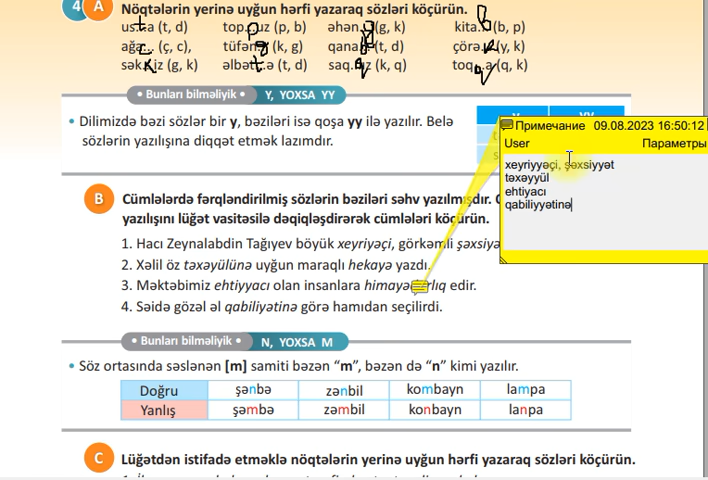 4 A Nöqtələrin yerinə uyğun hərfi yazaraq sözləri köçürün.
us...a (t, d) top...uz (p, b) əhən... (g, k) kita... (b, p)
ağa... (ç, c), tüfən... (k, g) qana... (t, d) çörə... (y, k)
sək...iz (g, k) əlbət...ə (t, d) saq...ız (k, q) toq...a (q, k)
• Bunları bilməliyik • Y, YOXSA YY
• Dilimizdə bəzi sözlər bir y, bəziləri isə qoşa yy ilə yazılır. Belə
sözlərin yazılışına diqqət etmək lazımdır.
Примечание 09.08.2023 16:50:12
User Параметры
xeyriyyəçi, şəxsiyyət
təxəyyül
ehtiyacı
qabiliyyətinə
B Cümlələrdə fərqləndirilmiş sözlərin bəziləri səhv yazılmışdır.
yazılışını lüğət vasitəsilə dəqiqləşdirərək cümlələri köçürün.
1. Hacı Zeynalabdin Tağıyev böyük xeyriyəçi, görkəmli şəxsiyə
2. Xəlil öz təxəyülünə uyğun maraqlı hekayə yazdı.
3. Məktəbimiz ehtiyyacı olan insanlara himayə rlıq edir.
4. Səidə gözəl əl qabiliyətinə görə hamıdan seçilirdi.
• Bunları bilməliyik • N, YOXSA M
• Söz ortasında səslənən [m] samiti bəzən “m”, bəzən də “n” kimi yazılır.
Doğru şənbə zənbil kombayn lampa
Yanlış şəmbə zəmbil konbayn lanpa
C Lüğətdən istifadə etməklə nöqtələrin yerinə uyğun hərfi yazaraq sözləri köçürün.